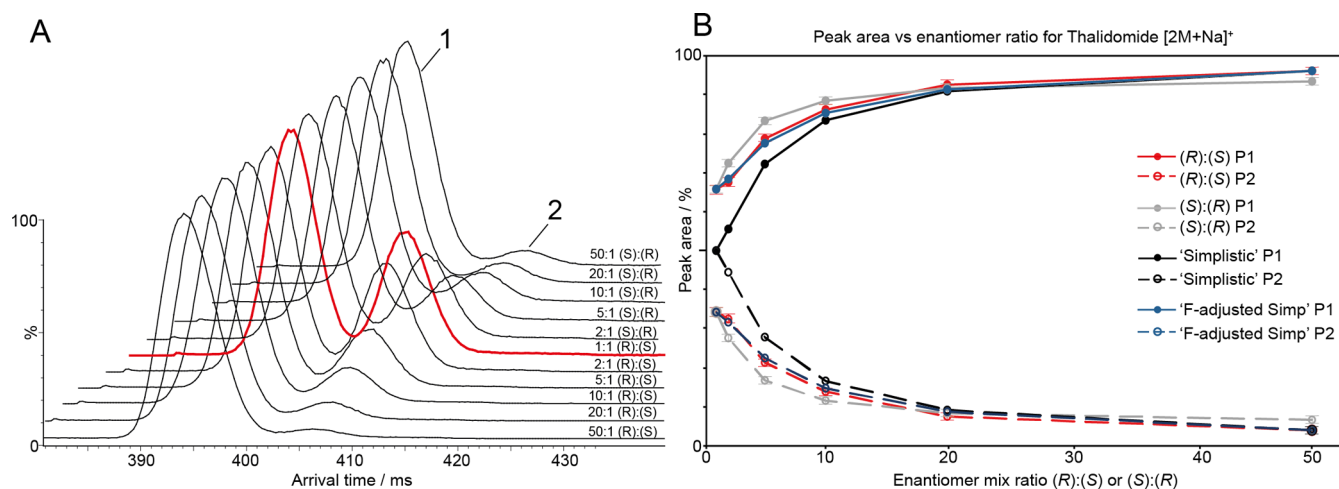 A
1
2
100
%
0
50:1 (S):(R)
20:1 (S):(R)
10:1 (S):(R)
5:1 (S):(R)
2:1 (S):(R)
1:1 (R):(S)
2:1 (R):(S)
5:1 (R):(S)
10:1 (R):(S)
20:1 (R):(S)
50:1 (R):(S)
390 400 410 420 430
Arrival time / ms
B
Peak area vs enantiomer ratio for Thalidomide [2M+Na]⁺
100
Peak area / %
0
(R):(S) P1
(R):(S) P2
(S):(R) P1
(S):(R) P2
'Simplistic' P1
'Simplistic' P2
'F-adjusted Simp' P1
'F-adjusted Simp' P2
0 10 20 30 40 50
Enantiomer mix ratio (R):(S) or (S):(R)